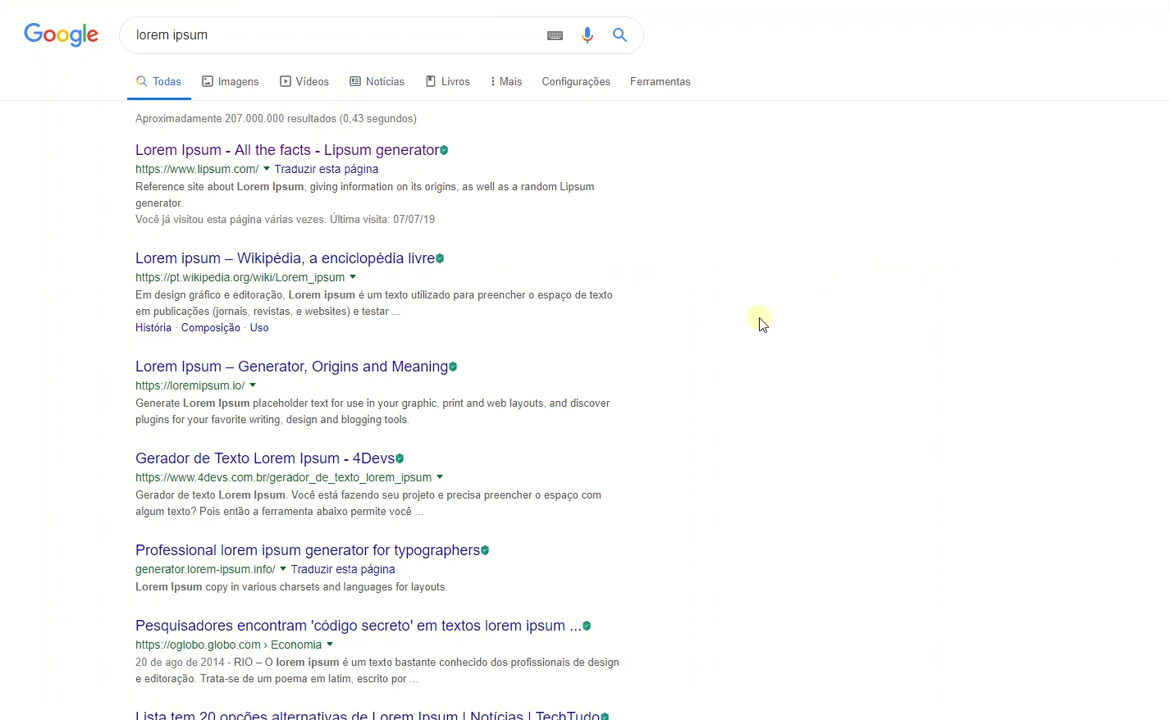 Google
lorem ipsum
Todas Imagens Vídeos Notícias Livros Mais Configurações Ferramentas
Aproximadamente 207.000.000 resultados (0,43 segundos)
Lorem Ipsum - All the facts - Lipsum generator
https://www.lipsum.com/ Traduzir esta página
Reference site about Lorem Ipsum, giving information on its origins, as well as a random Lipsum
generator.
Você já visitou esta página várias vezes. Última visita: 07/07/19
Lorem ipsum – Wikipédia, a enciclopédia livre
https://pt.wikipedia.org/wiki/Lorem_ipsum
Em design gráfico e editoração, Lorem ipsum é um texto utilizado para preencher o espaço de texto
em publicações (jornais, revistas, e websites) e testar ...
História · Composição · Uso
Lorem Ipsum – Generator, Origins and Meaning
https://loremipsum.io/
Generate Lorem Ipsum placeholder text for use in your graphic, print and web layouts, and discover
plugins for your favorite writing, design and blogging tools.
Gerador de Texto Lorem Ipsum - 4Devs
https://www.4devs.com.br/gerador_de_texto_lorem_ipsum
Gerador de texto Lorem Ipsum. Você está fazendo seu projeto e precisa preencher o espaço com
algum texto? Pois então a ferramenta abaixo permite você ...
Professional lorem ipsum generator for typographers
generator.lorem-ipsum.info/ Traduzir esta página
Lorem Ipsum copy in various charsets and languages for layouts.
Pesquisadores encontram 'código secreto' em textos lorem ipsum ...
https://oglobo.globo.com › Economia
20 de ago de 2014 - RIO – O lorem ipsum é um texto bastante conhecido dos profissionais de design
e editoração. Trata-se de um poema em latim, escrito por ...
Lista tem 20 opções alternativas de Lorem Ipsum | Notícias | TechTudo